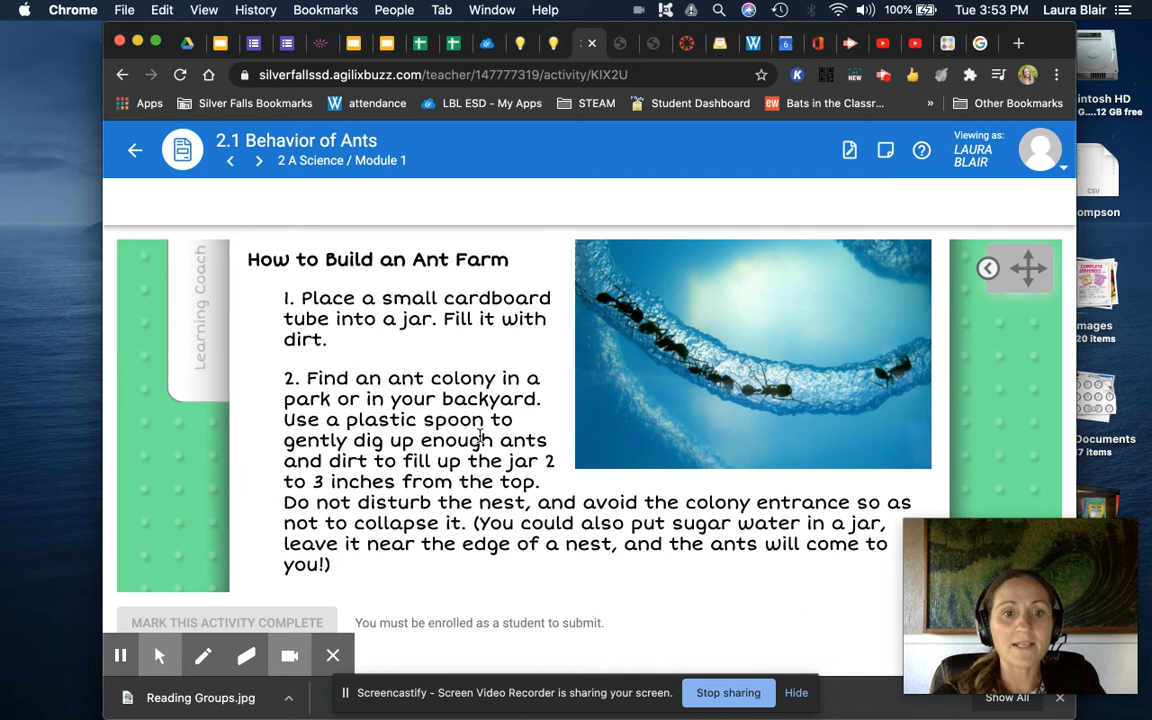 Chrome File Edit View History Bookmarks People Tab Window Help 100% Tue 3:53 PM Laura Blair
silverfallssd.agilixbuzz.com/teacher/147777319/activity/KIX2U
Apps Silver Falls Bookmarks attendance LBL ESD - My Apps STEAM Student Dashboard Bats in the Classr... » Other Bookmarks
intosh HD
G....12 GB free
2.1 Behavior of Ants
2 A Science / Module 1
Viewing as:
LAURA
BLAIR
CSV
ompson
Learning Coach
How to Build an Ant Farm
1. Place a small cardboard
tube into a jar. Fill it with
dirt.
2. Find an ant colony in a
park or in your backyard.
Use a plastic spoon to
gently dig up enough ants
and dirt to fill up the jar 2
to 3 inches from the top.
Do not disturb the nest, and avoid the colony entrance so as
not to collapse it. (You could also put sugar water in a jar,
leave it near the edge of a nest, and the ants will come to
you!)
mages
20 items
Documents
7 items
MARK THIS ACTIVITY COMPLETE You must be enrolled as a student to submit.
Reading Groups.jpg
Screencastify - Screen Video Recorder is sharing your screen. Stop sharing Hide
Show All